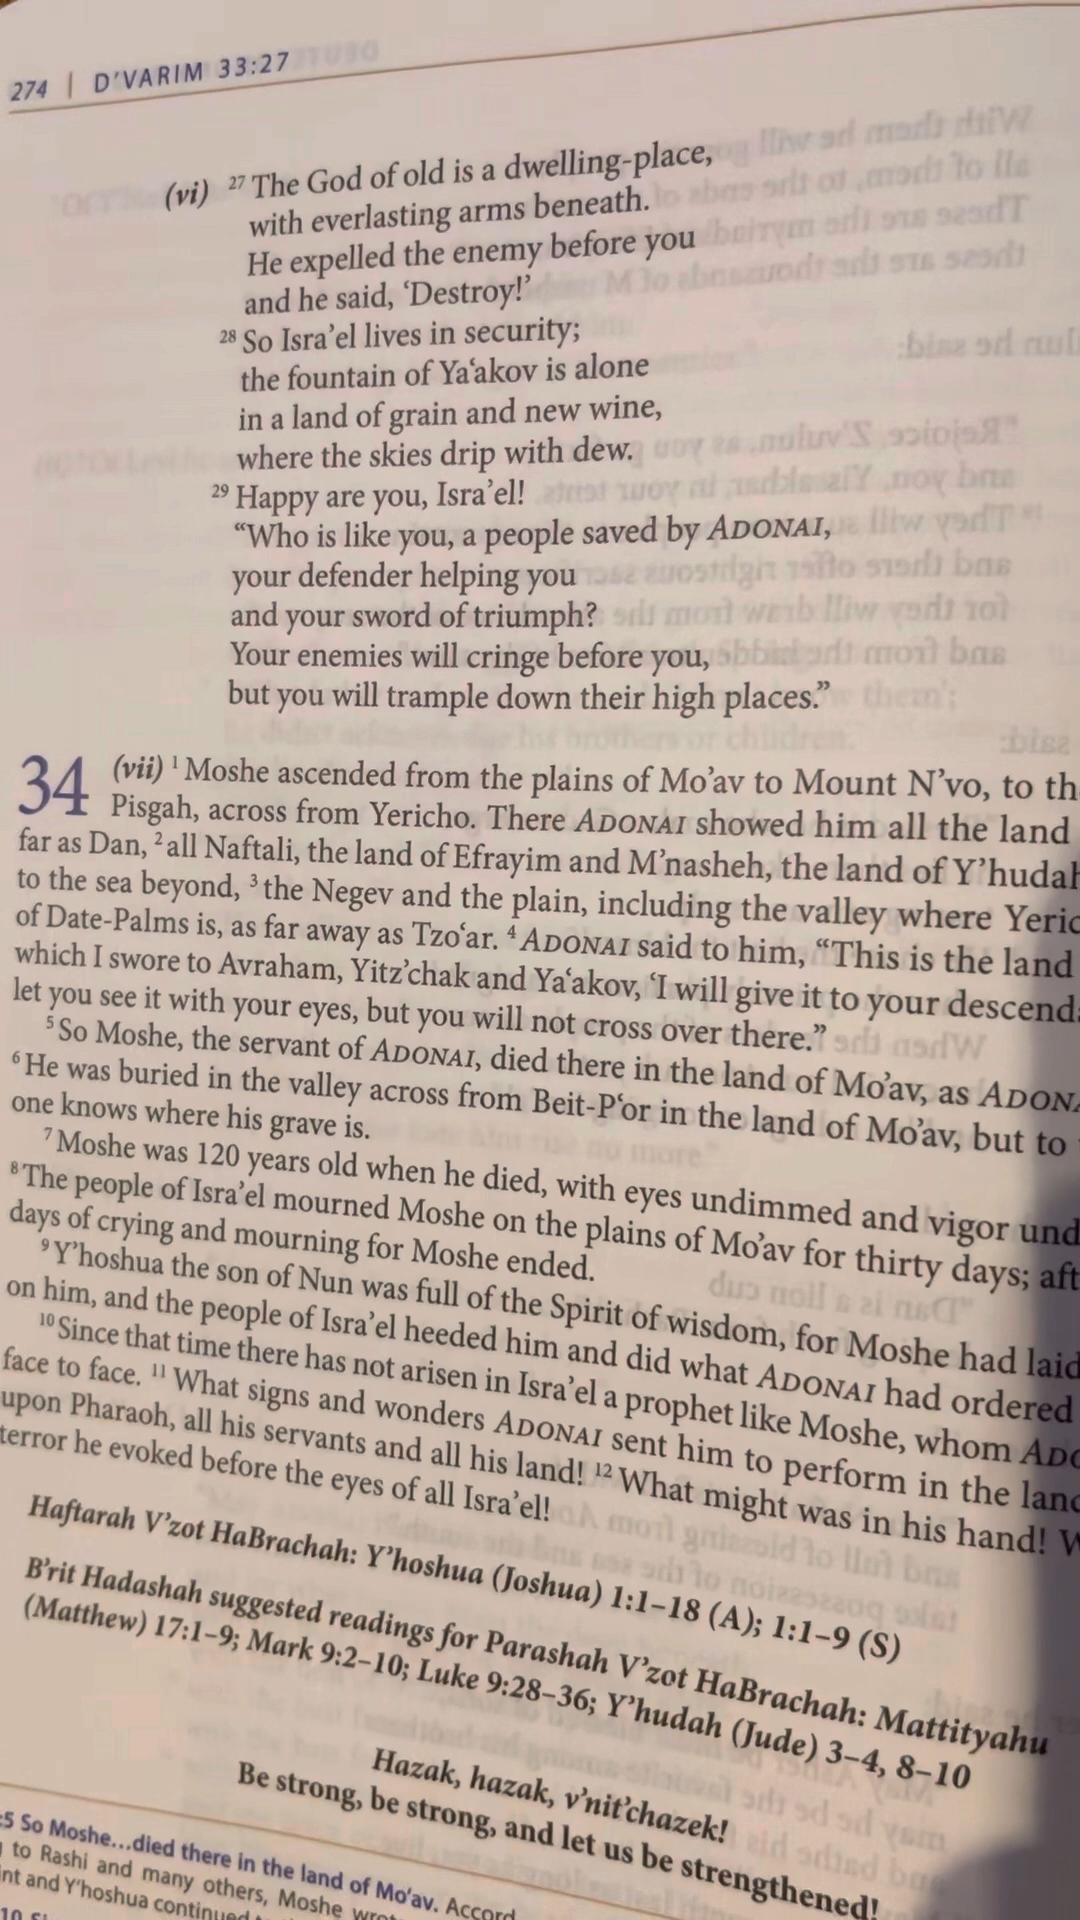 274 | D'VARIM 33:27
(vi) 27 The God of old is a dwelling-place,
with everlasting arms beneath.
He expelled the enemy before you
and he said, ‘Destroy!’
28 So Isra’el lives in security;
the fountain of Ya‘akov is alone
in a land of grain and new wine,
where the skies drip with dew.
29 Happy are you, Isra’el!
“Who is like you, a people saved by ADONAI,
your defender helping you
and your sword of triumph?
Your enemies will cringe before you,
but you will trample down their high places.”
34 (vii) 1 Moshe ascended from the plains of Mo’av to Mount N’vo, to th
Pisgah, across from Yericho. There ADONAI showed him all the land
far as Dan, 2 all Naftali, the land of Efrayim and M’nasheh, the land of Y’hudah
to the sea beyond, 3 the Negev and the plain, including the valley where Yeric
of Date-Palms is, as far away as Tzo‘ar. 4 ADONAI said to him, “This is the land
which I swore to Avraham, Yitz’chak and Ya‘akov, ‘I will give it to your descend
let you see it with your eyes, but you will not cross over there.”
5 So Moshe, the servant of ADONAI, died there in the land of Mo’av, as ADONA
6 He was buried in the valley across from Beit-P‘or in the land of Mo’av, but to
one knows where his grave is.
7 Moshe was 120 years old when he died, with eyes undimmed and vigor und
8 The people of Isra’el mourned Moshe on the plains of Mo’av for thirty days; aft
days of crying and mourning for Moshe ended.
9 Y’hoshua the son of Nun was full of the Spirit of wisdom, for Moshe had laid
on him, and the people of Isra’el heeded him and did what ADONAI had ordered
10 Since that time there has not arisen in Isra’el a prophet like Moshe, whom ADO
face to face. 11 What signs and wonders ADONAI sent him to perform in the land
upon Pharaoh, all his servants and all his land! 12 What might was in his hand! W
terror he evoked before the eyes of all Isra’el!
Haftarah V’zot HaBrachah: Y’hoshua (Joshua) 1:1–18 (A); 1:1–9 (S)
B’rit Hadashah suggested readings for Parashah V’zot HaBrachah: Mattityahu
(Matthew) 17:1–9; Mark 9:2–10; Luke 9:28–36; Y’hudah (Jude) 3–4, 8–10
Hazak, hazak, v’nit’chazek!
Be strong, be strong, and let us be strengthened!
:5 So Moshe…died there in the land of Mo’av. Accord
to Rashi and many others, Moshe wrot
int and Y’hoshua continued